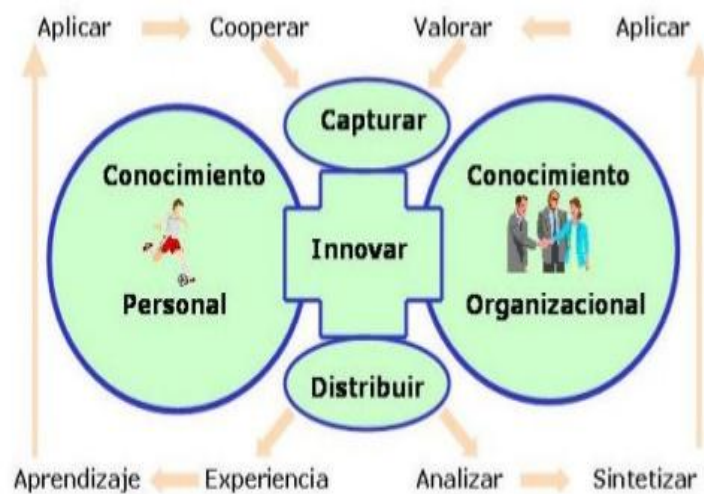 Aplicar Cooperar Valorar Aplicar
Capturar
Conocimiento Conocimiento
Innovar
Personal Organizacional
Distribuir
Aprendizaje Experiencia Analizar Sintetizar